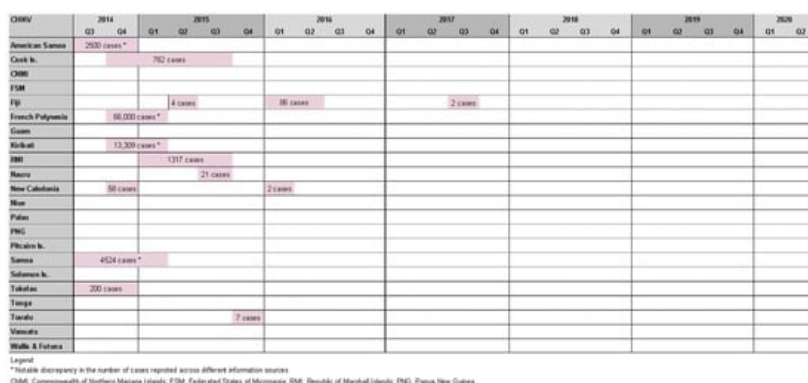 CHIKV 2014 2015 2016 2017 2018 2019 2020
Q3 Q4 Q1 Q2 Q3 Q4 Q1 Q2 Q3 Q4 Q1 Q2 Q3 Q4 Q1 Q2 Q3 Q4 Q1 Q2 Q3 Q4 Q1 Q2
American Samoa 2500 cases *
Cook Is. 782 cases
CNMI
FSM
Fiji 4 cases 86 cases 2 cases
French Polynesia 66,000 cases *
Guam
Kiribati 13,309 cases *
RMI 1317 cases
Nauru 21 cases
New Caledonia cases 2 cases
Niue
Palau
PNG
Pitcairn Is.
Samoa 4524 cases *
Solomon Is.
Tokelau 200 cases
Tonga
Tuvalu 7 cases
Vanuatu
Wallis & Futuna
Legend
* Notable discrepancy in the number of cases reported across different information sources
CNMI: Commonwealth of Northern Mariana Islands; FSM: Federated States of Micronesia; RMI: Republic of Marshall Islands; PNG: Papua New Guinea